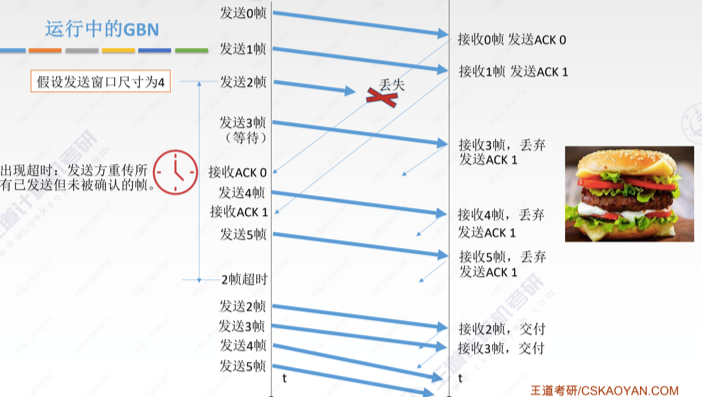 运行中的GBN
假设发送窗口尺寸为4
出现超时：发送方重传所
有已发送但未被确认的帧。
发送0帧
发送1帧
发送2帧
发送3帧
（等待）
接收ACK 0
发送4帧
接收ACK 1
发送5帧
2帧超时
发送2帧
发送3帧
发送4帧
发送5帧
t
丢失
接收0帧 发送ACK 0
接收1帧 发送ACK 1
接收3帧，丢弃
发送ACK 1
接收4帧，丢弃
发送ACK 1
接收5帧，丢弃
发送ACK 1
接收2帧，交付
接收3帧，交付
t
王道考研/CSKAOYAN.COM